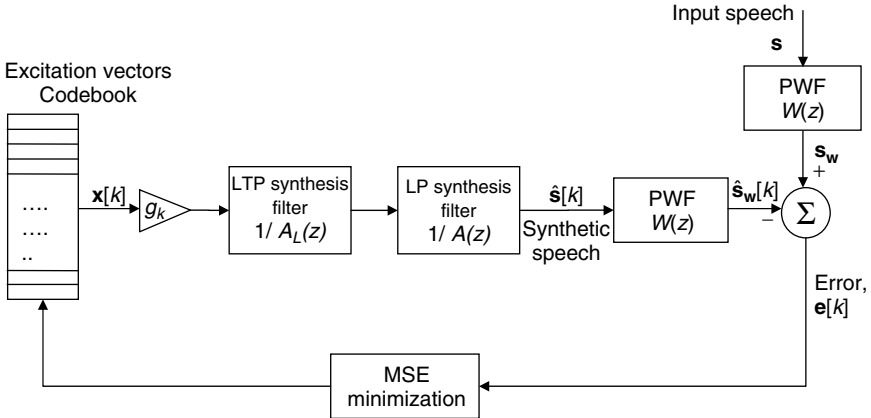 Input speech
s
PWF
W(z)
s_w
+
Excitation vectors
Codebook
....
....
..
x[k]
g_k
LTP synthesis
filter
1/ A_L(z)
LP synthesis
filter
1/ A(z)
ŝ[k]
Synthetic
speech
PWF
W(z)
ŝ_w[k]
−
Σ
Error,
e[k]
MSE
minimization